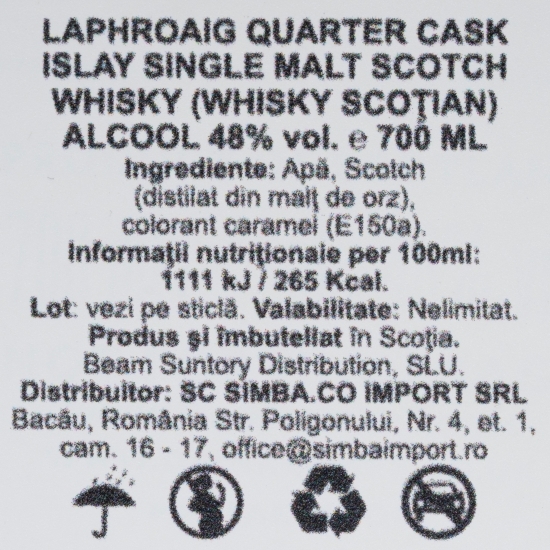 LAPHROAIG QUARTER CASK
ISLAY SINGLE MALT SCOTCH
WHISKY (WHISKY SCOȚIAN)
ALCOOL 48% vol. e 700 ML
Ingrediente: Apă, Scotch
(distilat din malț de orz),
colorant caramel (E150a).
Informații nutriționale per 100ml:
1111 kJ / 265 Kcal.
Lot: vezi pe sticlă. Valabilitate: Nelimitat.
Produs și îmbuteliat în Scoția.
Beam Suntory Distribution, SLU.
Distribuitor: SC SIMBA.CO IMPORT SRL
Bacău, România Str. Poligonului, Nr. 4, et. 1,
cam. 16 - 17, office@simbaimport.ro